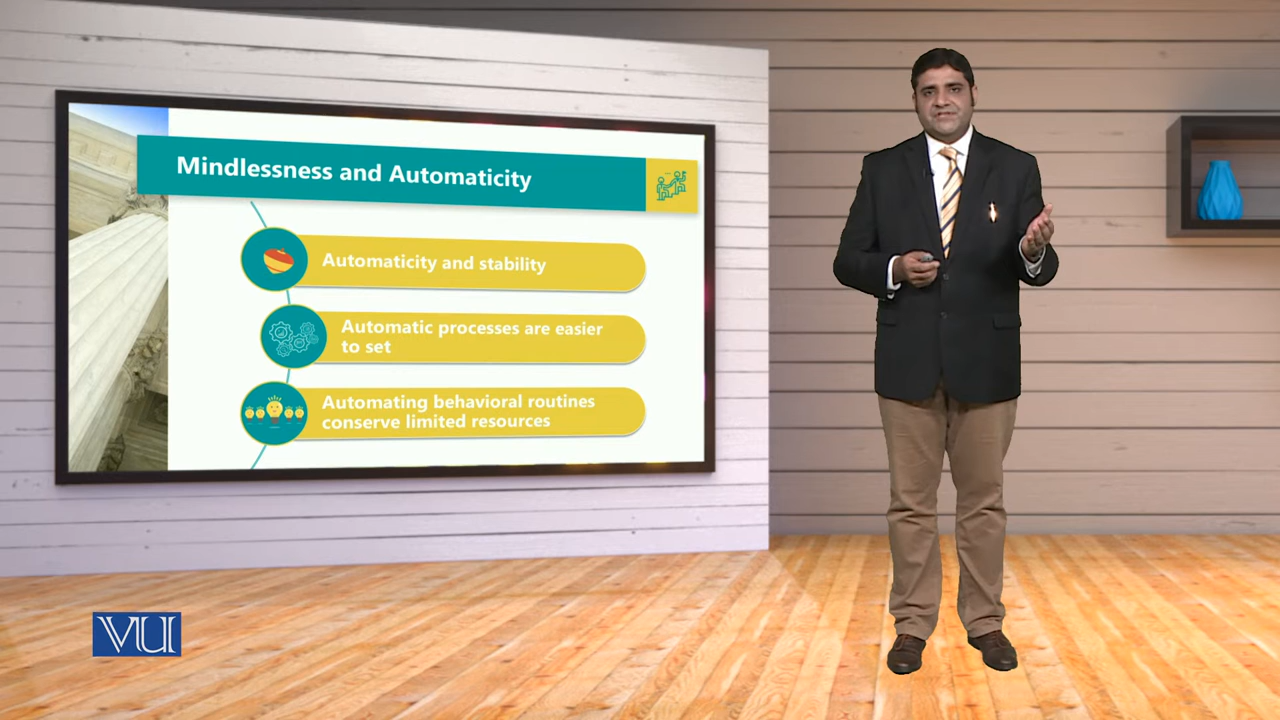 Mindlessness and Automaticity
Automaticity and stability
Automatic processes are easier
to set
Automating behavioral routines
conserve limited resources
VU